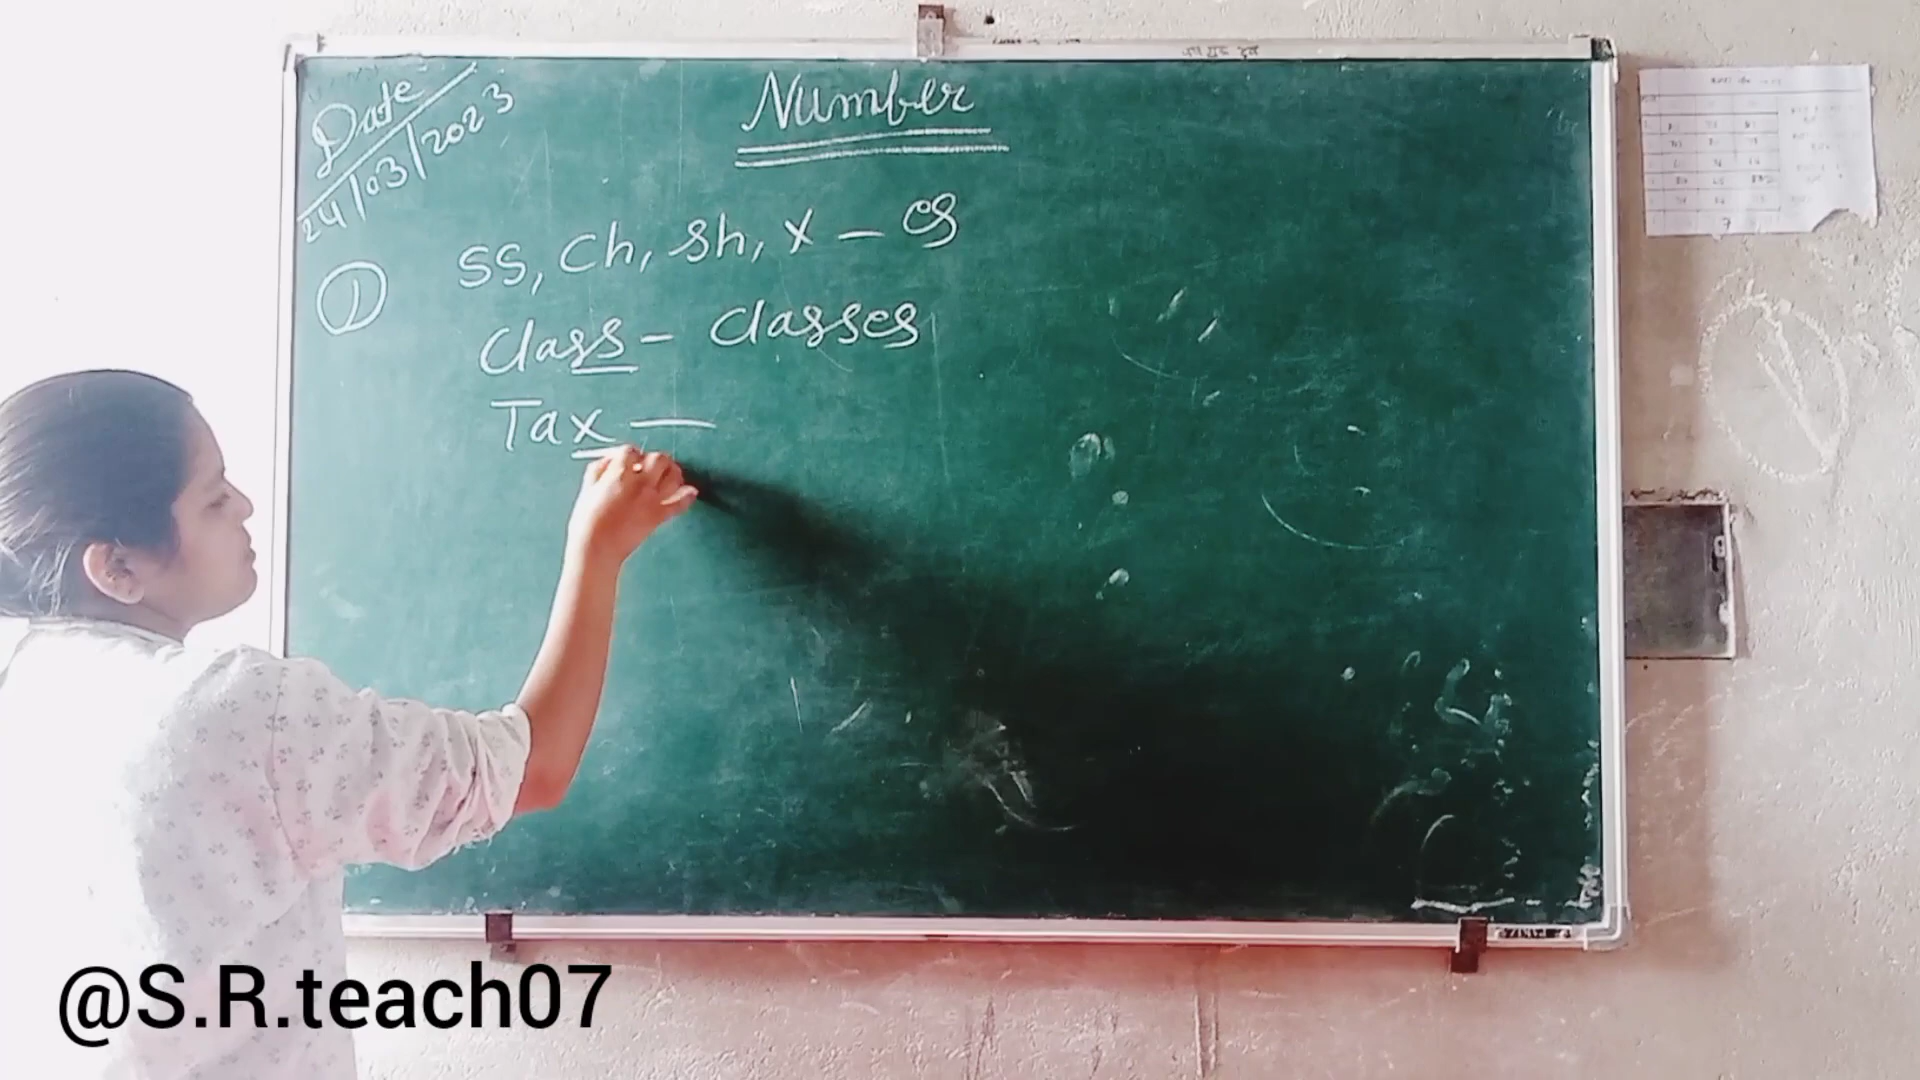 Date
24/03/2023
Number
① SS, Ch, Sh, X – es
Class – Classes
Tax —
@S.R.teach07